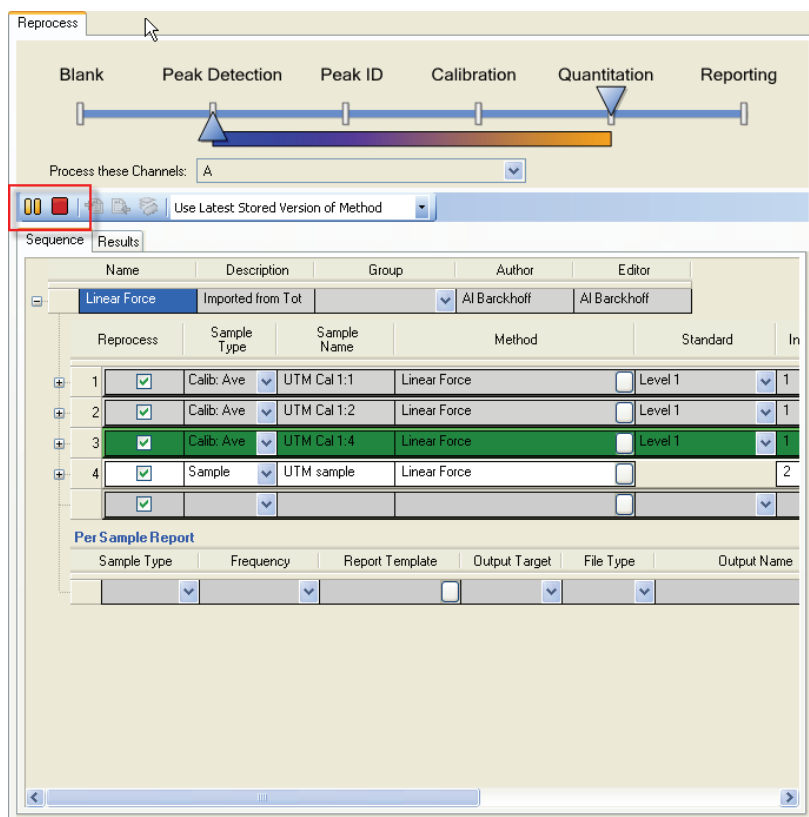 Reprocess
Blank Peak Detection Peak ID Calibration Quantitation Reporting
Process these Channels: A
Use Latest Stored Version of Method
Sequence Results
Name Description Group Author Editor
Linear Force Imported from Tot Al Barckhoff Al Barckhoff
Reprocess Sample Type Sample Name Method Standard In
1 Calib: Ave UTM Cal 1:1 Linear Force Level 1 1
2 Calib: Ave UTM Cal 1:2 Linear Force Level 1 1
3 Calib: Ave UTM Cal 1:4 Linear Force Level 1 1
4 Sample UTM sample Linear Force 2
Per Sample Report
Sample Type Frequency Report Template Output Target File Type Output Name